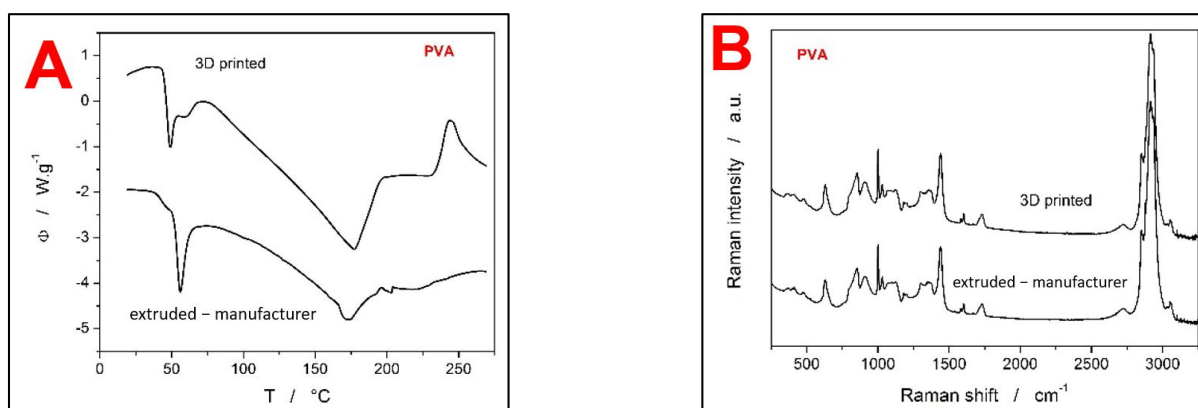 A
PVA
3D printed
extruded – manufacturer
1
0
-1
-2
-3
-4
-5
Φ / W.g⁻¹
0
50
100
150
200
250
T / °C
B
PVA
3D printed
extruded – manufacturer
Raman intensity / a.u.
500
1000
1500
2000
2500
3000
Raman shift / cm⁻¹